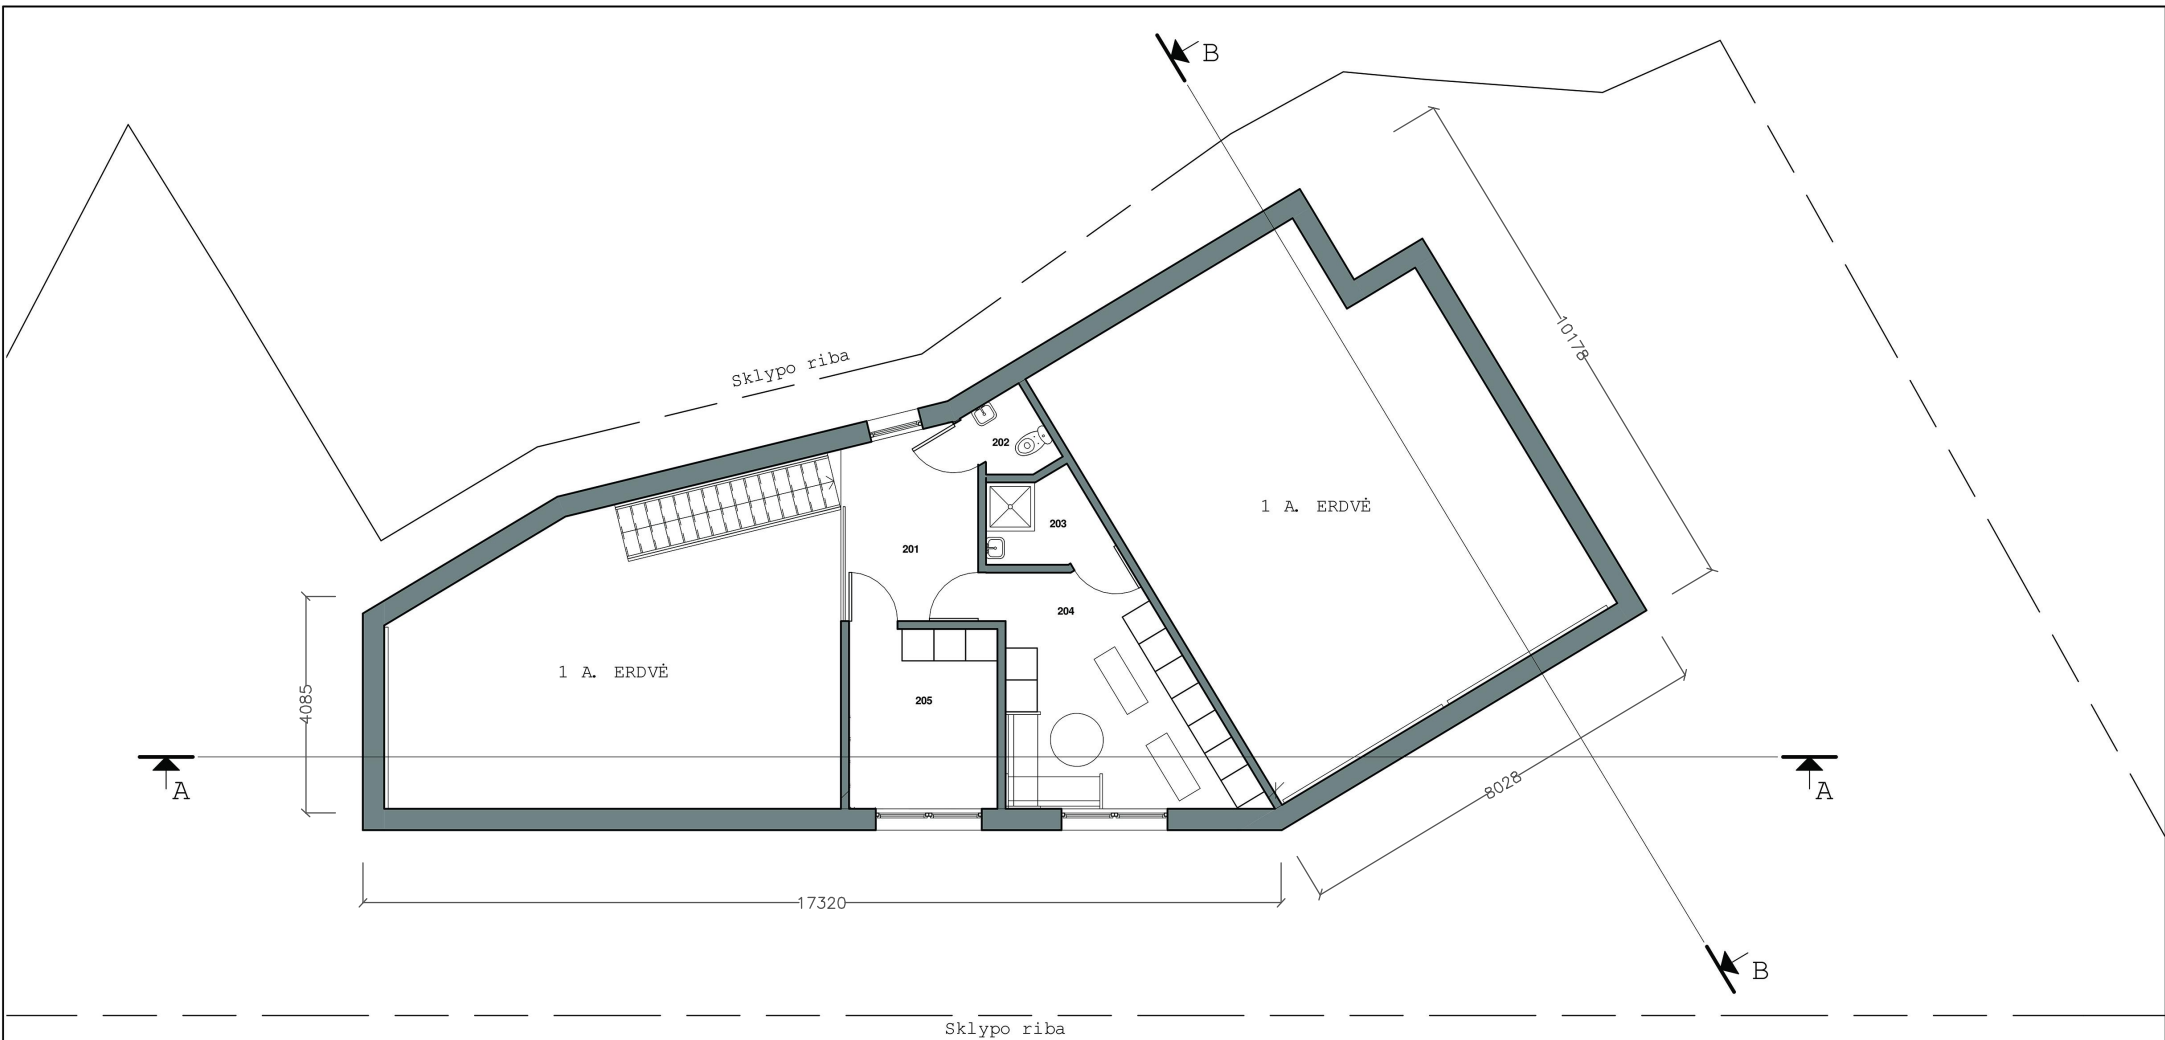 B
Sklypo riba
10178
202
1 A. ERDVĖ
203
201
204
1 A. ERDVĖ
205
4085
A
A
8028
17320
B
Sklypo riba